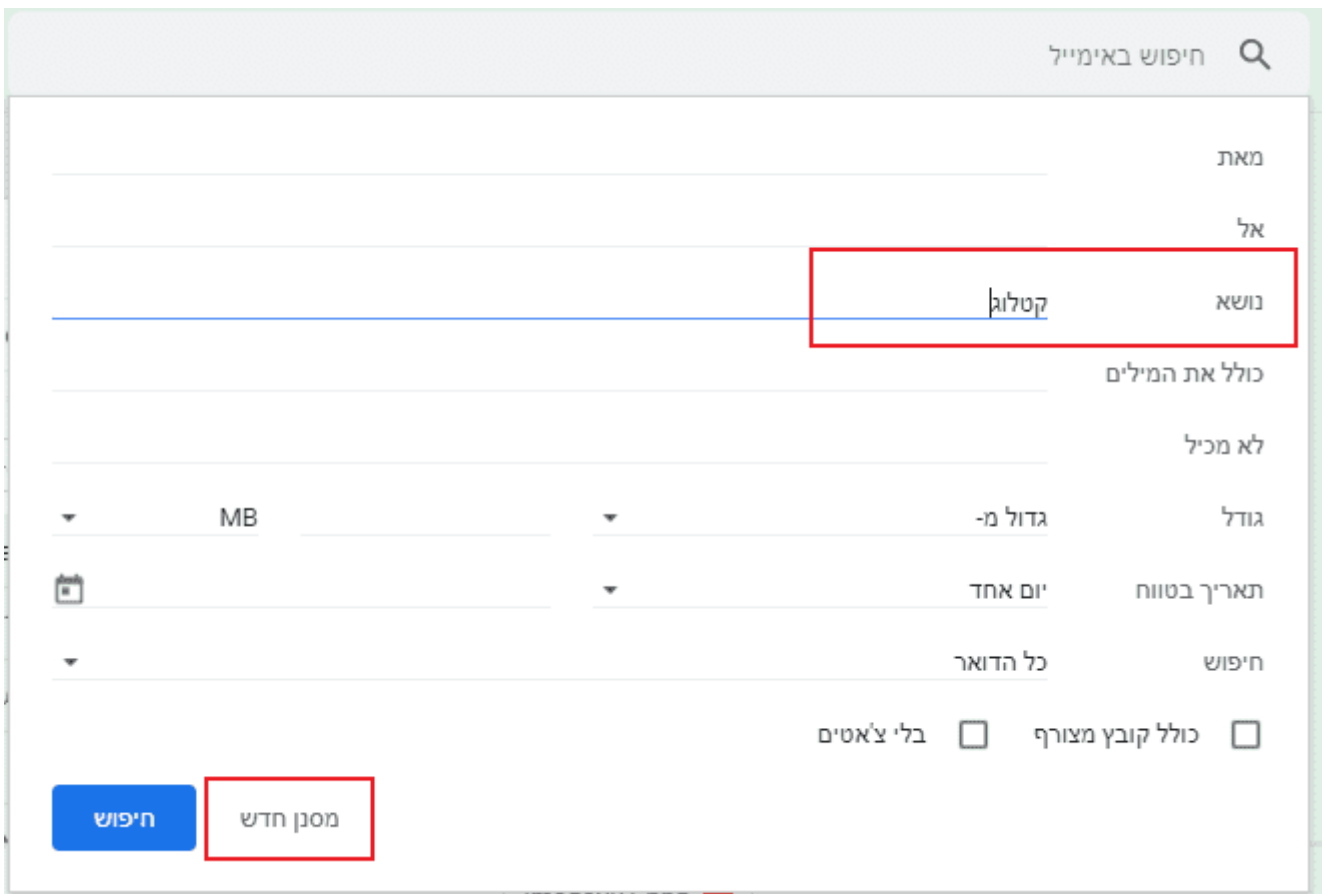 חיפוש באימייל
מאת
אל
נושא קטלוג
כולל את המילים
לא מכיל
גודל גדול מ- MB
תאריך בטווח יום אחד
חיפוש כל הדואר
כולל קובץ מצורף בלי צ'אטים
מסנן חדש חיפוש